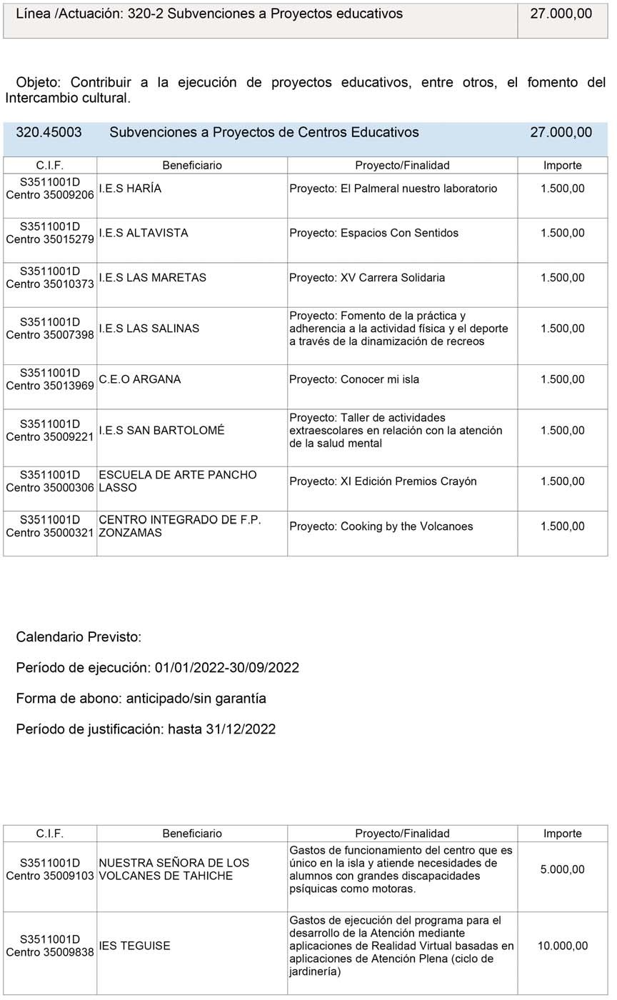 Línea /Actuación: 320-2 Subvenciones a Proyectos educativos 27.000,00
Objeto: Contribuir a la ejecución de proyectos educativos, entre otros, el fomento del
Intercambio cultural.
320.45003 Subvenciones a Proyectos de Centros Educativos 27.000,00
C.I.F. Beneficiario Proyecto/Finalidad Importe
S3511001D
Centro 35009206 I.E.S HARÍA Proyecto: El Palmeral nuestro laboratorio 1.500,00
S3511001D
Centro 35015279 I.E.S ALTAVISTA Proyecto: Espacios Con Sentidos 1.500,00
S3511001D
Centro 35010373 I.E.S LAS MARETAS Proyecto: XV Carrera Solidaria 1.500,00
S3511001D
Centro 35007398 I.E.S LAS SALINAS
Proyecto: Fomento de la práctica y
adherencia a la actividad física y el deporte
a través de la dinamización de recreos
1.500,00
S3511001D
Centro 35013969 C.E.O ARGANA Proyecto: Conocer mi isla 1.500,00
S3511001D
Centro 35009221 I.E.S SAN BARTOLOMÉ
Proyecto: Taller de actividades
extraescolares en relación con la atención
de la salud mental
1.500,00
S3511001D
Centro 35000306
ESCUELA DE ARTE PANCHO
LASSO
Proyecto: XI Edición Premios Crayón 1.500,00
S3511001D
Centro 35000321
CENTRO INTEGRADO DE F.P.
ZONZAMAS
Proyecto: Cooking by the Volcanoes 1.500,00
Calendario Previsto:
Período de ejecución: 01/01/2022-30/09/2022
Forma de abono: anticipado/sin garantía
Período de justificación: hasta 31/12/2022
C.I.F. Beneficiario Proyecto/Finalidad Importe
S3511001D
Centro 35009103
NUESTRA SEÑORA DE LOS
VOLCANES DE TAHICHE
Gastos de funcionamiento del centro que es
único en la isla y atiende necesidades de
alumnos con grandes discapacidades
psíquicas como motoras.
5.000,00
S3511001D
Centro 35009838
IES TEGUISE
Gastos de ejecución del programa para el
desarrollo de la Atención mediante
aplicaciones de Realidad Virtual basadas en
aplicaciones de Atención Plena (ciclo de
jardinería)
10.000,00